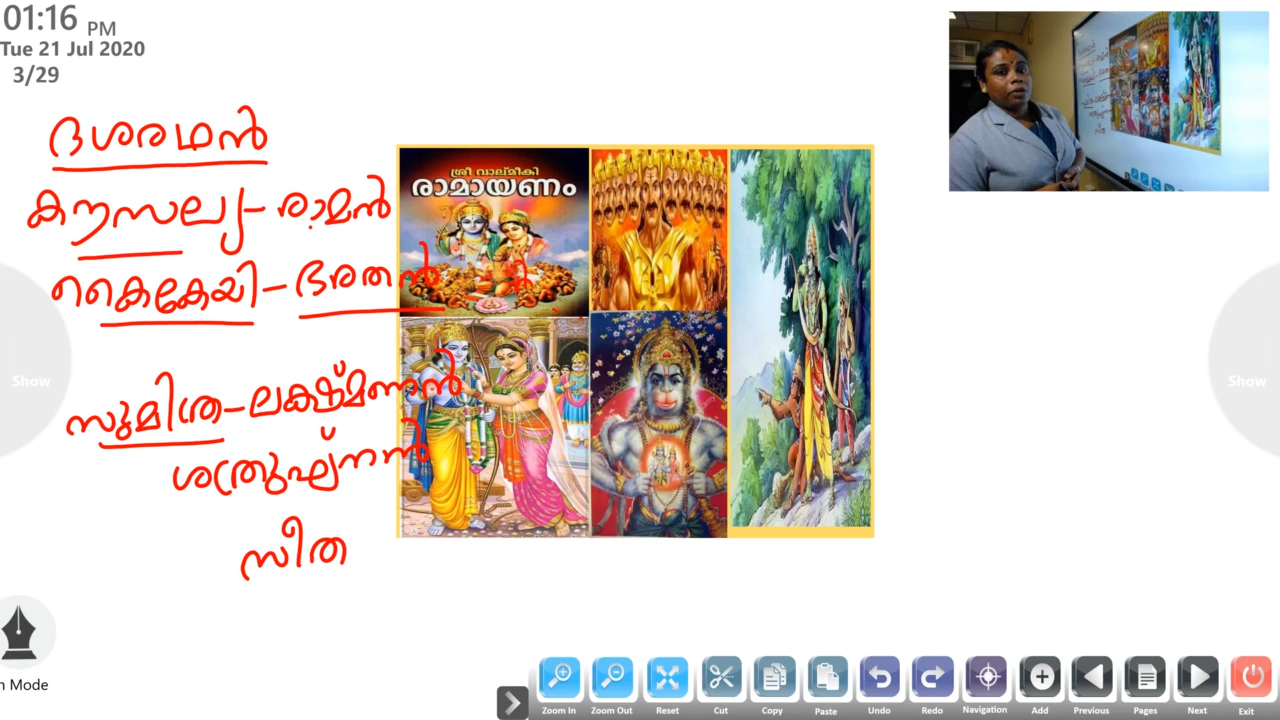 01:16 PM
Tue 21 Jul 2020
3/29
ദശരഥൻ
കൗസല്യ - രാമൻ
കൈകേയി - ഭരതൻ
സുമിത്ര - ലക്ഷ്മണൻ
ശത്രുഘ്നൻ
സീത
ശ്രീ വാല്മീകി
രാമായണം
Show
Show
n Mode
Zoom In
Zoom Out
Reset
Cut
Copy
Paste
Undo
Redo
Navigation
Add
Previous
Pages
Next
Exit